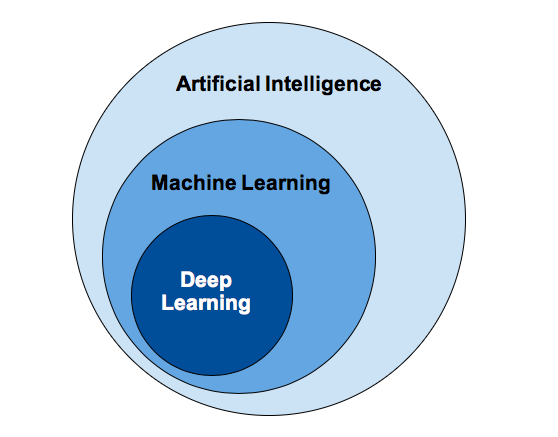 Artificial Intelligence
Machine Learning
Deep
Learning